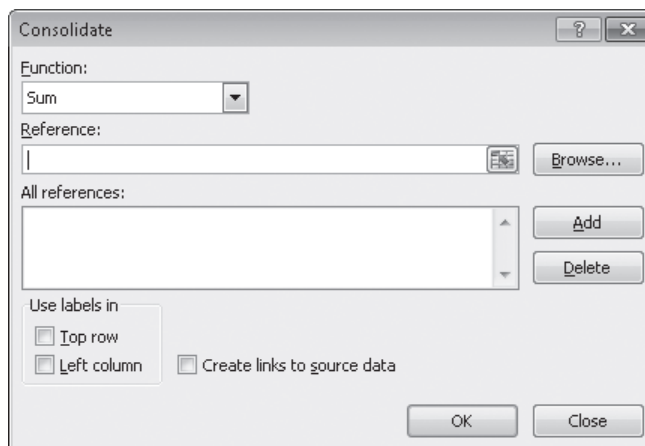 Consolidate
Function:
Sum
Reference:
Browse...
All references:
Add
Delete
Use labels in
Top row
Left column
Create links to source data
OK
Close